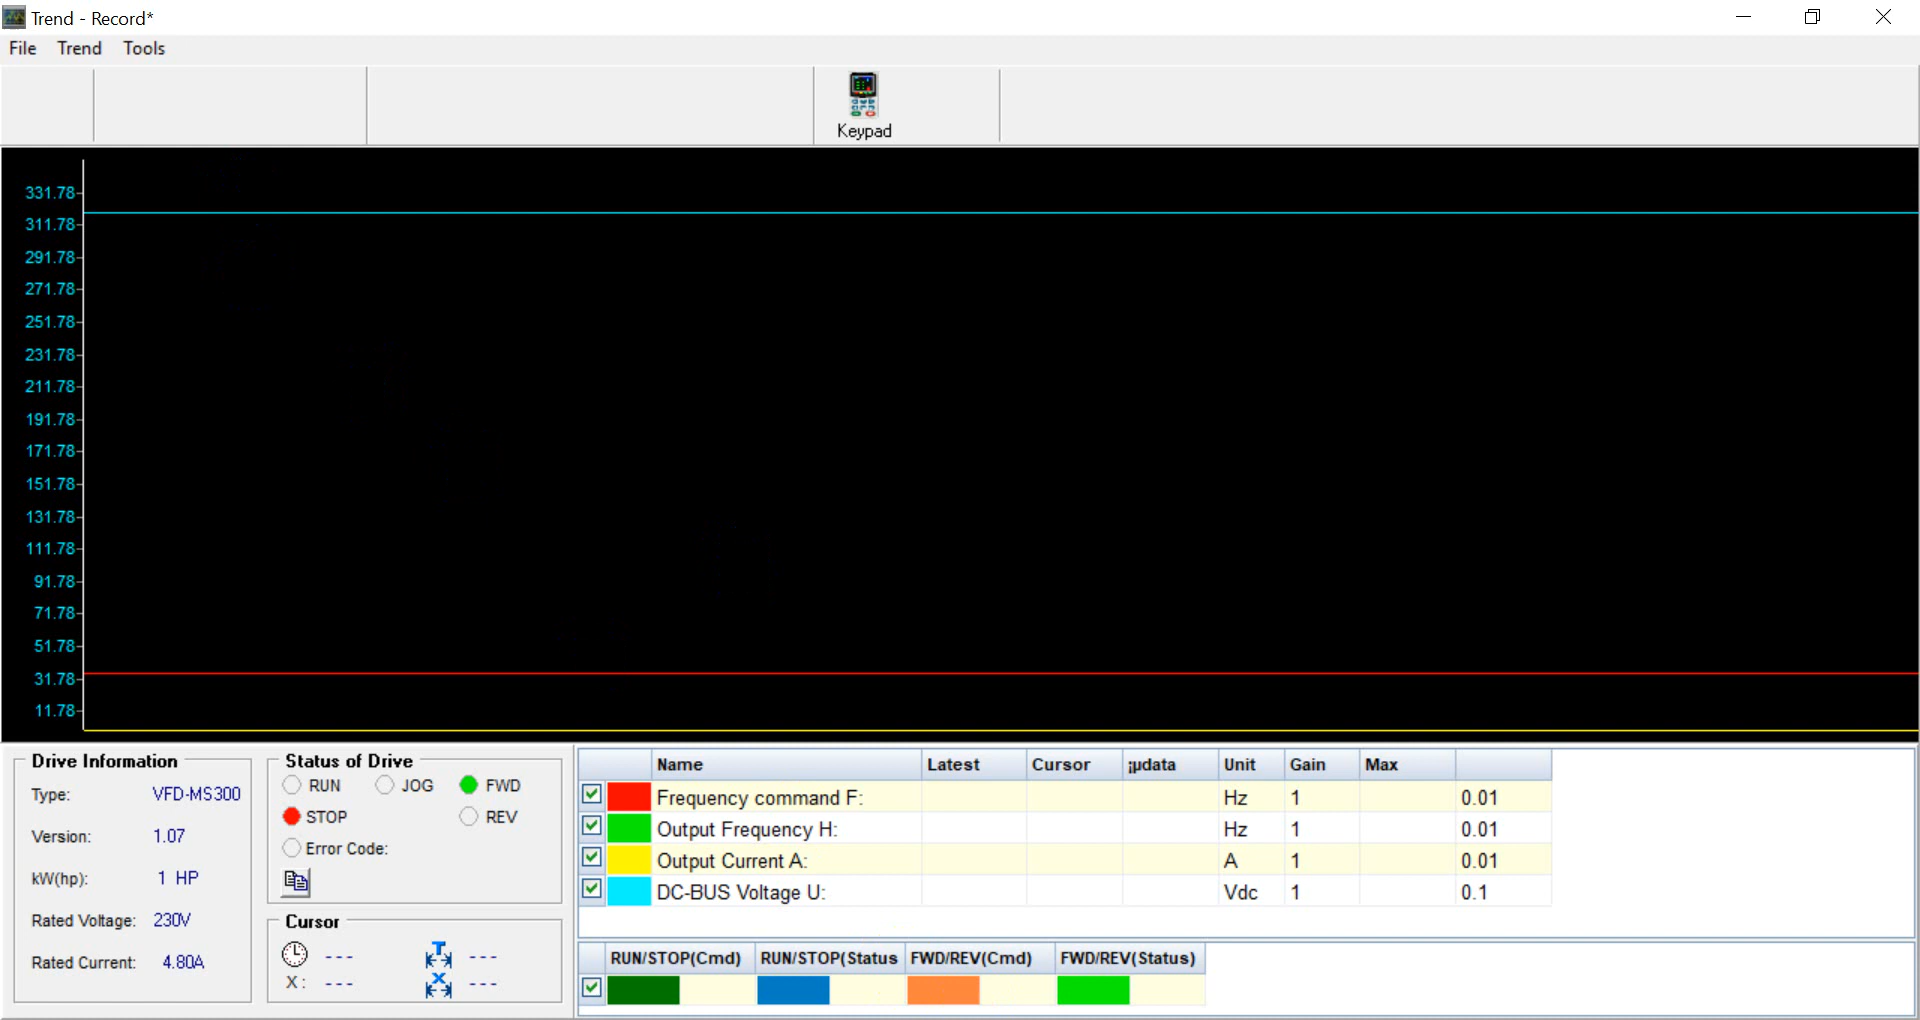 Trend - Record*
File Trend Tools
Keypad
331.78
311.78
291.78
271.78
251.78
231.78
211.78
191.78
171.78
151.78
131.78
111.78
91.78
71.78
51.78
31.78
11.78
Drive Information
Type: VFD-MS300
Version: 1.07
kW(hp): 1 HP
Rated Voltage: 230V
Rated Current: 4.80A
Status of Drive
RUN JOG FWD
STOP REV
Error Code:
Cursor
--- T ---
X: --- X ---
Name Latest Cursor µdata Unit Gain Max
Frequency command F: Hz 1 0.01
Output Frequency H: Hz 1 0.01
Output Current A: A 1 0.01
DC-BUS Voltage U: Vdc 1 0.1
RUN/STOP(Cmd) RUN/STOP(Status FWD/REV(Cmd) FWD/REV(Status)